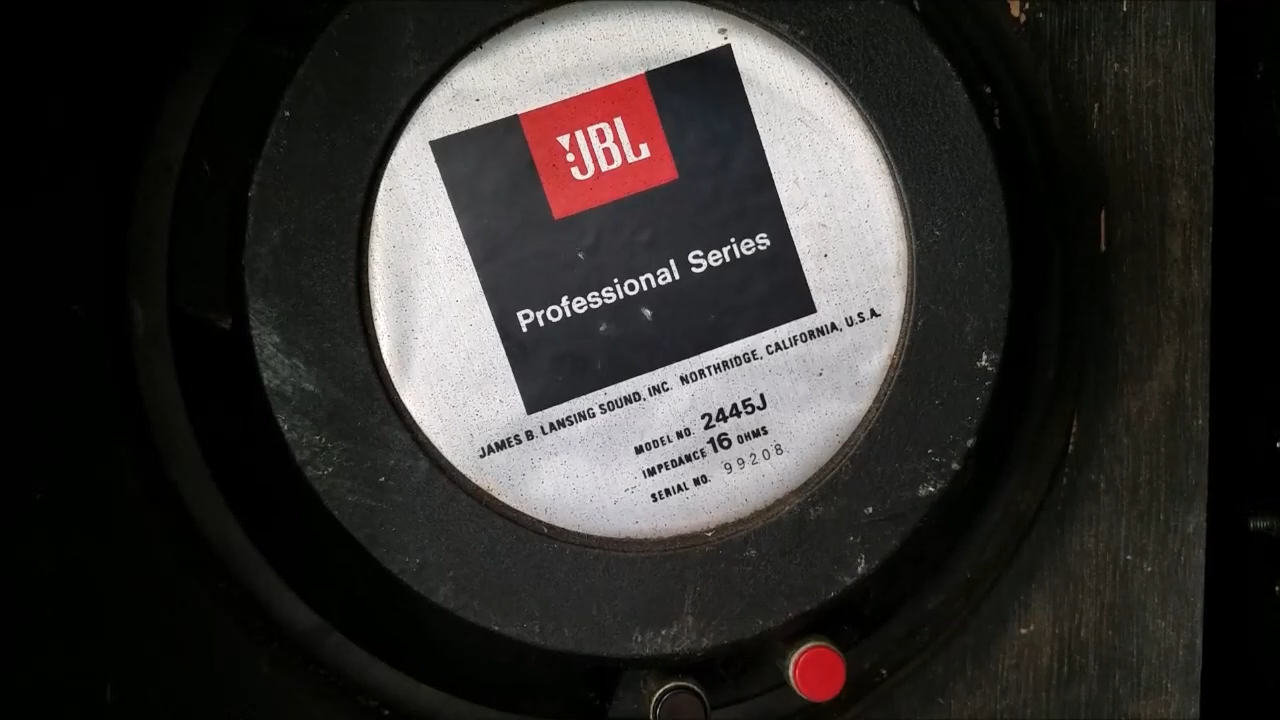 JBL
Professional Series
JAMES B. LANSING SOUND, INC. NORTHRIDGE, CALIFORNIA, U.S.A.
MODEL NO. 2445J
IMPEDANCE 16 OHMS
SERIAL NO. 99208